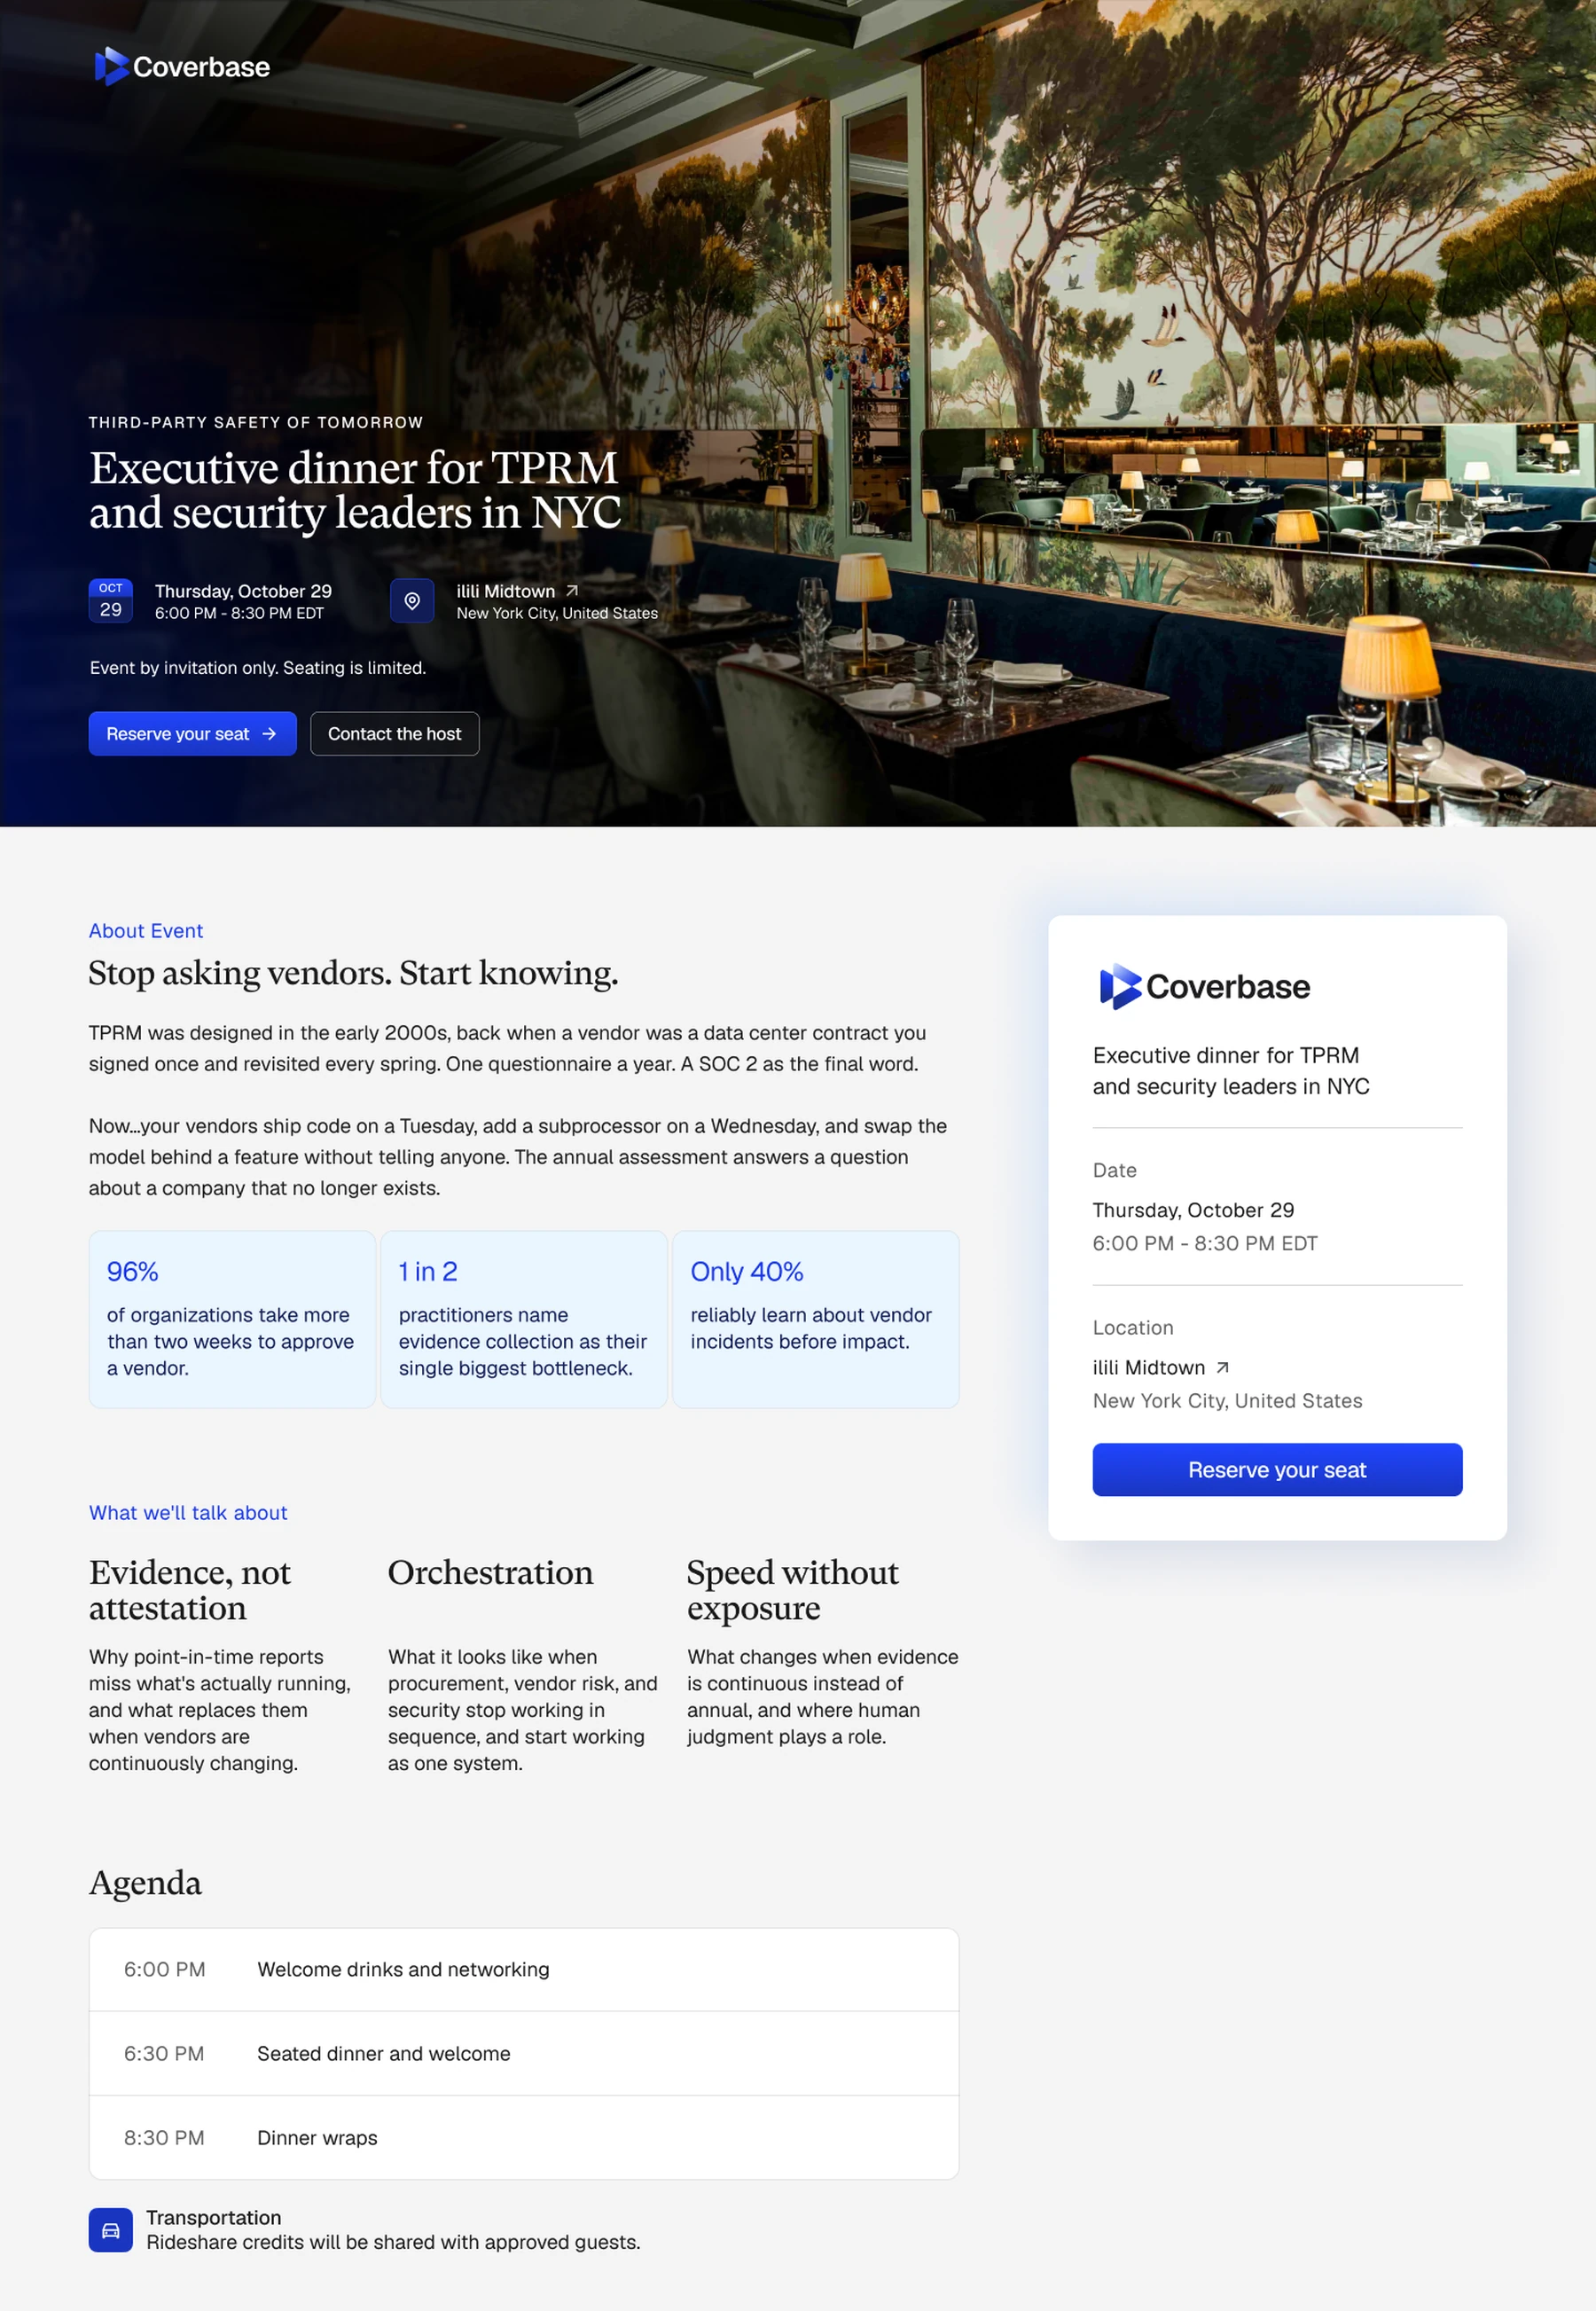 Coverbase
THIRD-PARTY SAFETY OF TOMORROW
Executive dinner for TPRM
and security leaders in NYC
OCT
29
Thursday, October 29
6:00 PM - 8:30 PM EDT
ilili Midtown
New York City, United States
Event by invitation only. Seating is limited.
Reserve your seat →
Contact the host
About Event
Stop asking vendors. Start knowing.
TPRM was designed in the early 2000s, back when a vendor was a data center contract you
signed once and revisited every spring. One questionnaire a year. A SOC 2 as the final word.
Now...your vendors ship code on a Tuesday, add a subprocessor on a Wednesday, and swap the
model behind a feature without telling anyone. The annual assessment answers a question
about a company that no longer exists.
96%
of organizations take more
than two weeks to approve
a vendor.
1 in 2
practitioners name
evidence collection as their
single biggest bottleneck.
Only 40%
reliably learn about vendor
incidents before impact.
What we'll talk about
Evidence, not
attestation
Why point-in-time reports
miss what's actually running,
and what replaces them
when vendors are
continuously changing.
Orchestration
What it looks like when
procurement, vendor risk, and
security stop working in
sequence, and start working
as one system.
Speed without
exposure
What changes when evidence
is continuous instead of
annual, and where human
judgment plays a role.
Agenda
6:00 PM Welcome drinks and networking
6:30 PM Seated dinner and welcome
8:30 PM Dinner wraps
Transportation
Rideshare credits will be shared with approved guests.
Coverbase
Executive dinner for TPRM
and security leaders in NYC
Date
Thursday, October 29
6:00 PM - 8:30 PM EDT
Location
ilili Midtown
New York City, United States
Reserve your seat